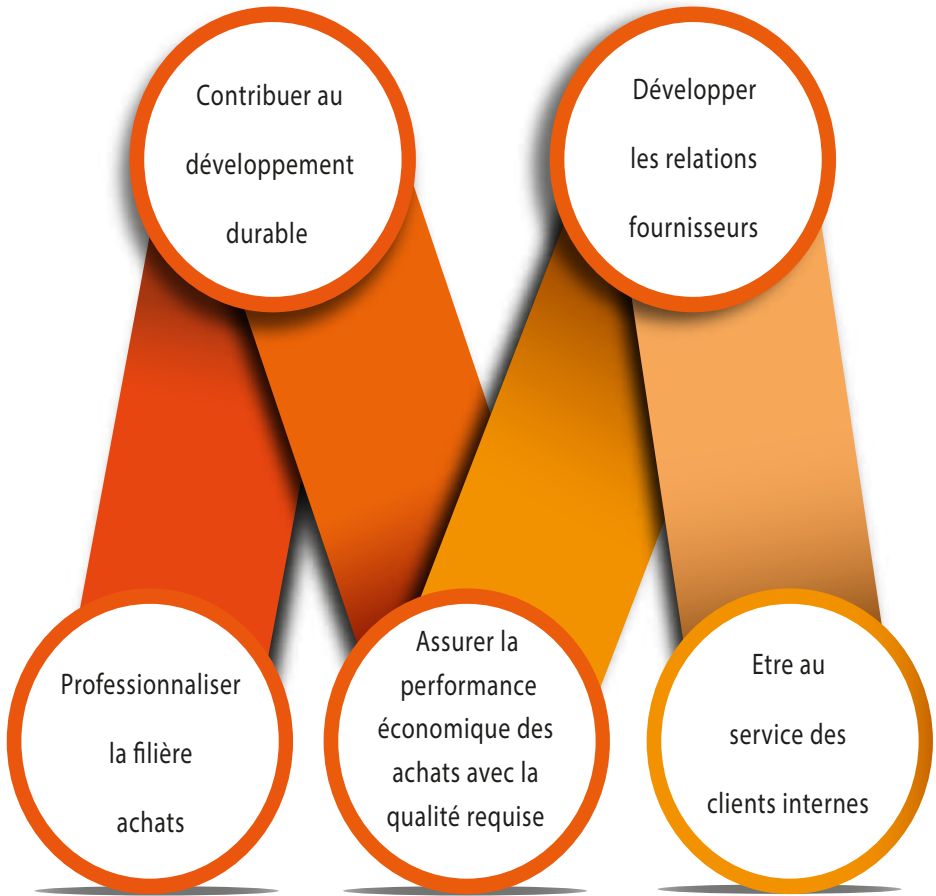 Contribuer au
développement
durable
Développer
les relations
fournisseurs
Professionnaliser
la filière
achats
Assurer la
performance
économique des
achats avec la
qualité requise
Etre au
service des
clients internes